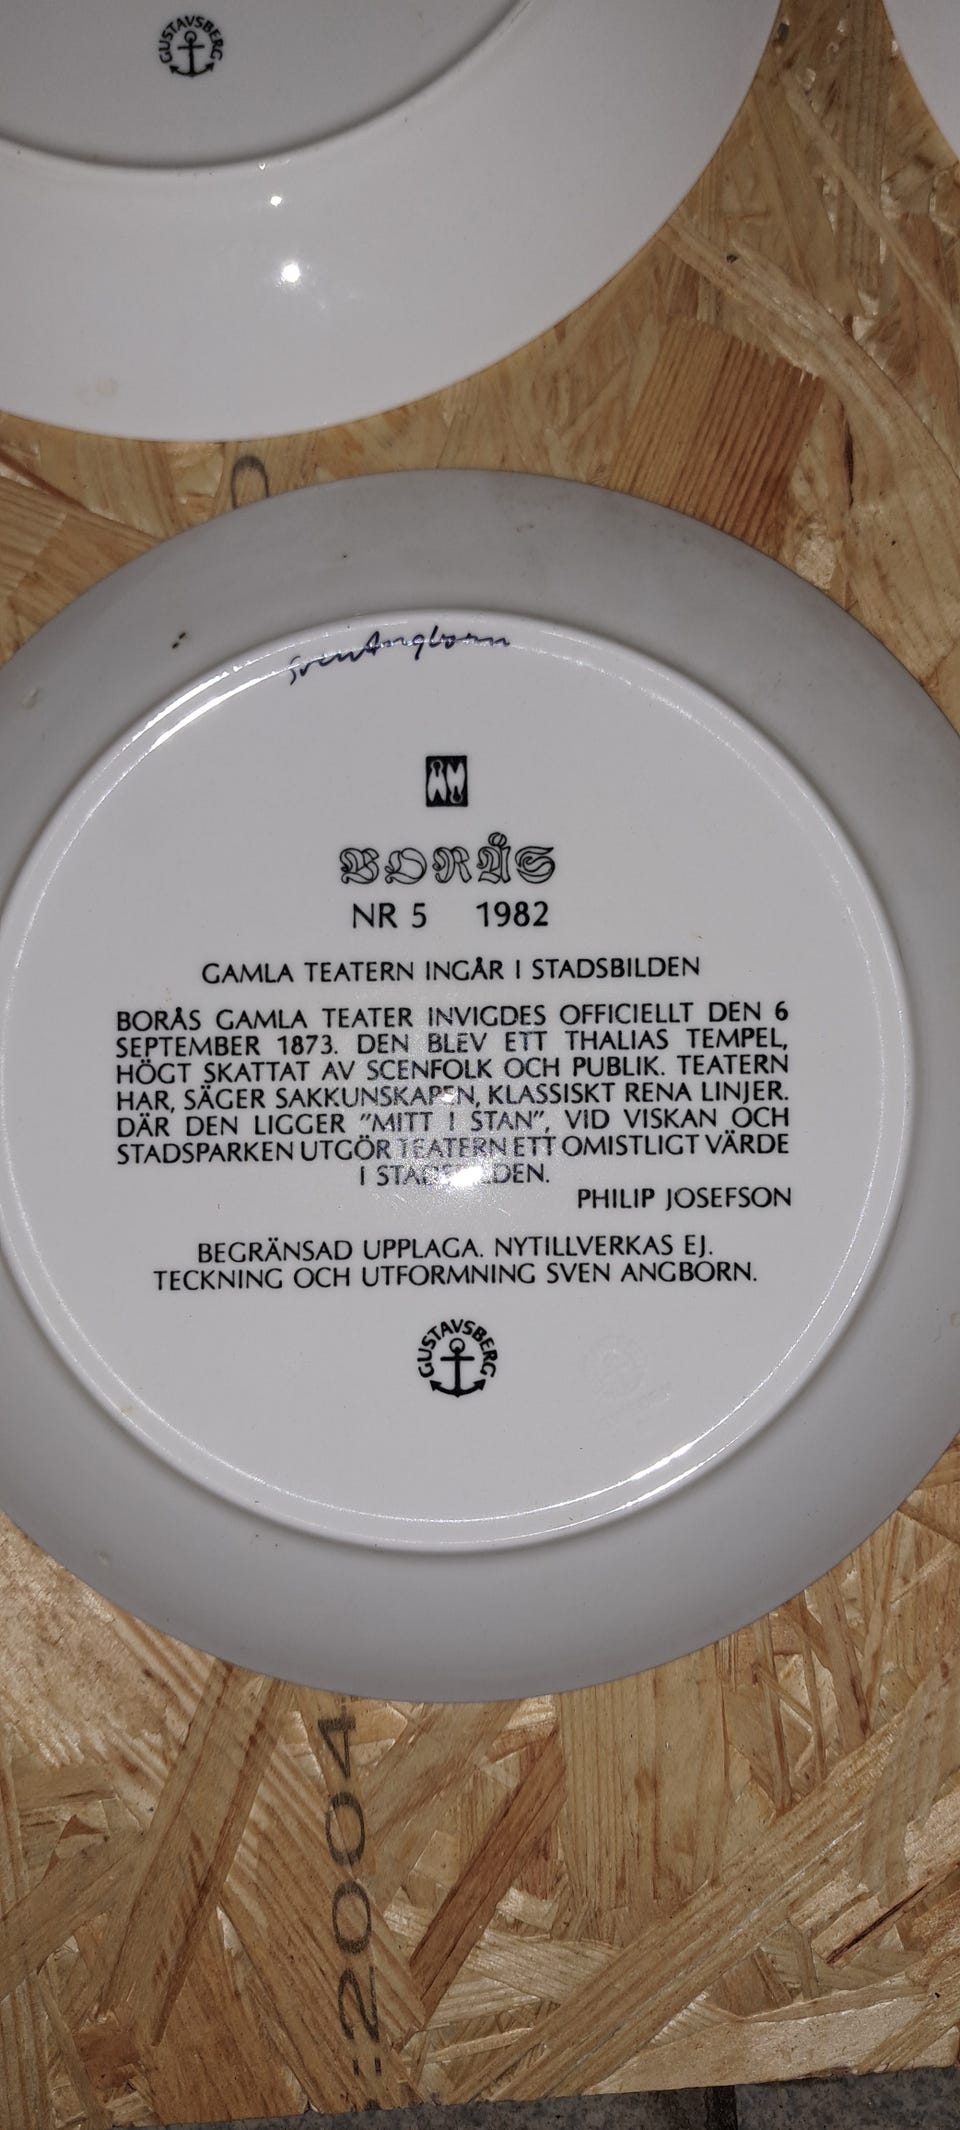 GUSTAVSBERG
Sven Angborn
BORÅS
NR 5 1982
GAMLA TEATERN INGÅR I STADSBILDEN
BORÅS GAMLA TEATER INVIGDES OFFICIELLT DEN 6
SEPTEMBER 1873. DEN BLEV ETT THALIAS TEMPEL,
HÖGT SKATTAT AV SCENFOLK OCH PUBLIK. TEATERN
HAR, SÄGER SAKKUNSKAPEN, KLASSISKT RENA LINJER.
DÄR DEN LIGGER "MITT I STAN", VID VISKAN OCH
STADSPARKEN UTGÖR TEATERN ETT OMISTLIGT VÄRDE
I STADSBILDEN.
PHILIP JOSEFSON
BEGRÄNSAD UPPLAGA. NYTILLVERKAS EJ.
TECKNING OCH UTFORMNING SVEN ANGBORN.
GUSTAVSBERG
2004